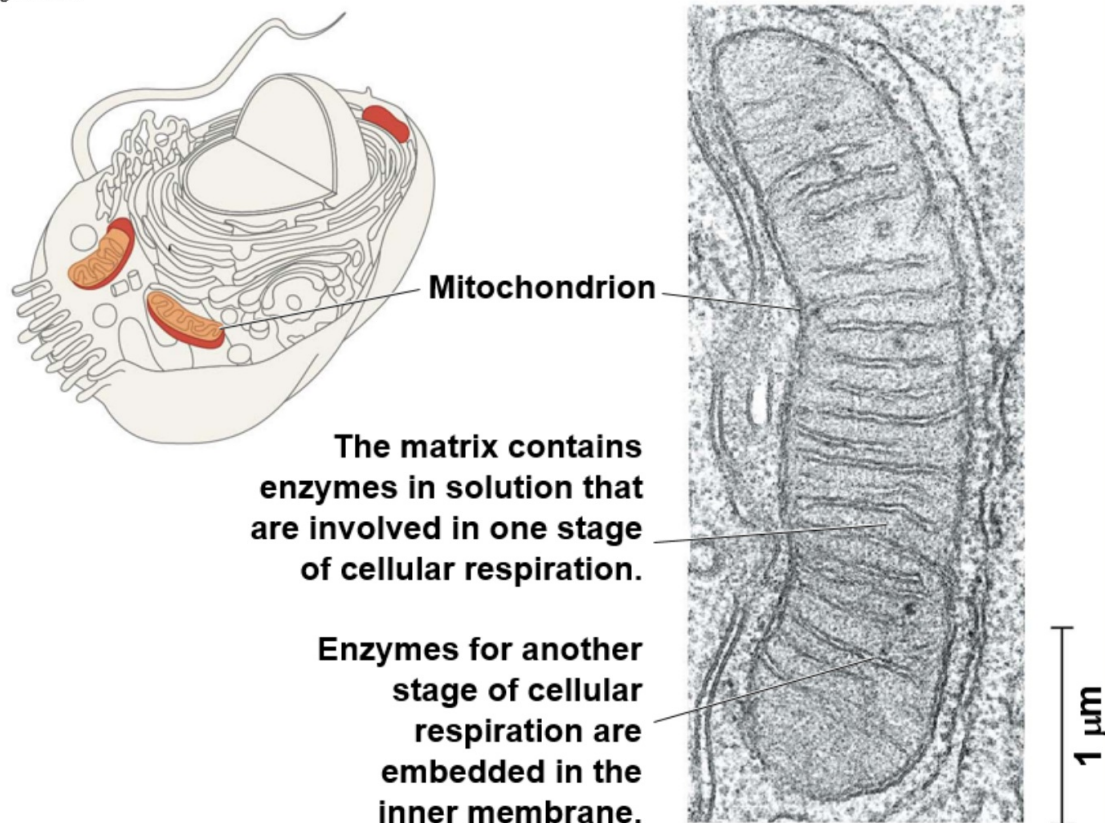 Mitochondrion
The matrix contains
enzymes in solution that
are involved in one stage
of cellular respiration.
Enzymes for another
stage of cellular
respiration are
embedded in the
inner membrane.
1 µm